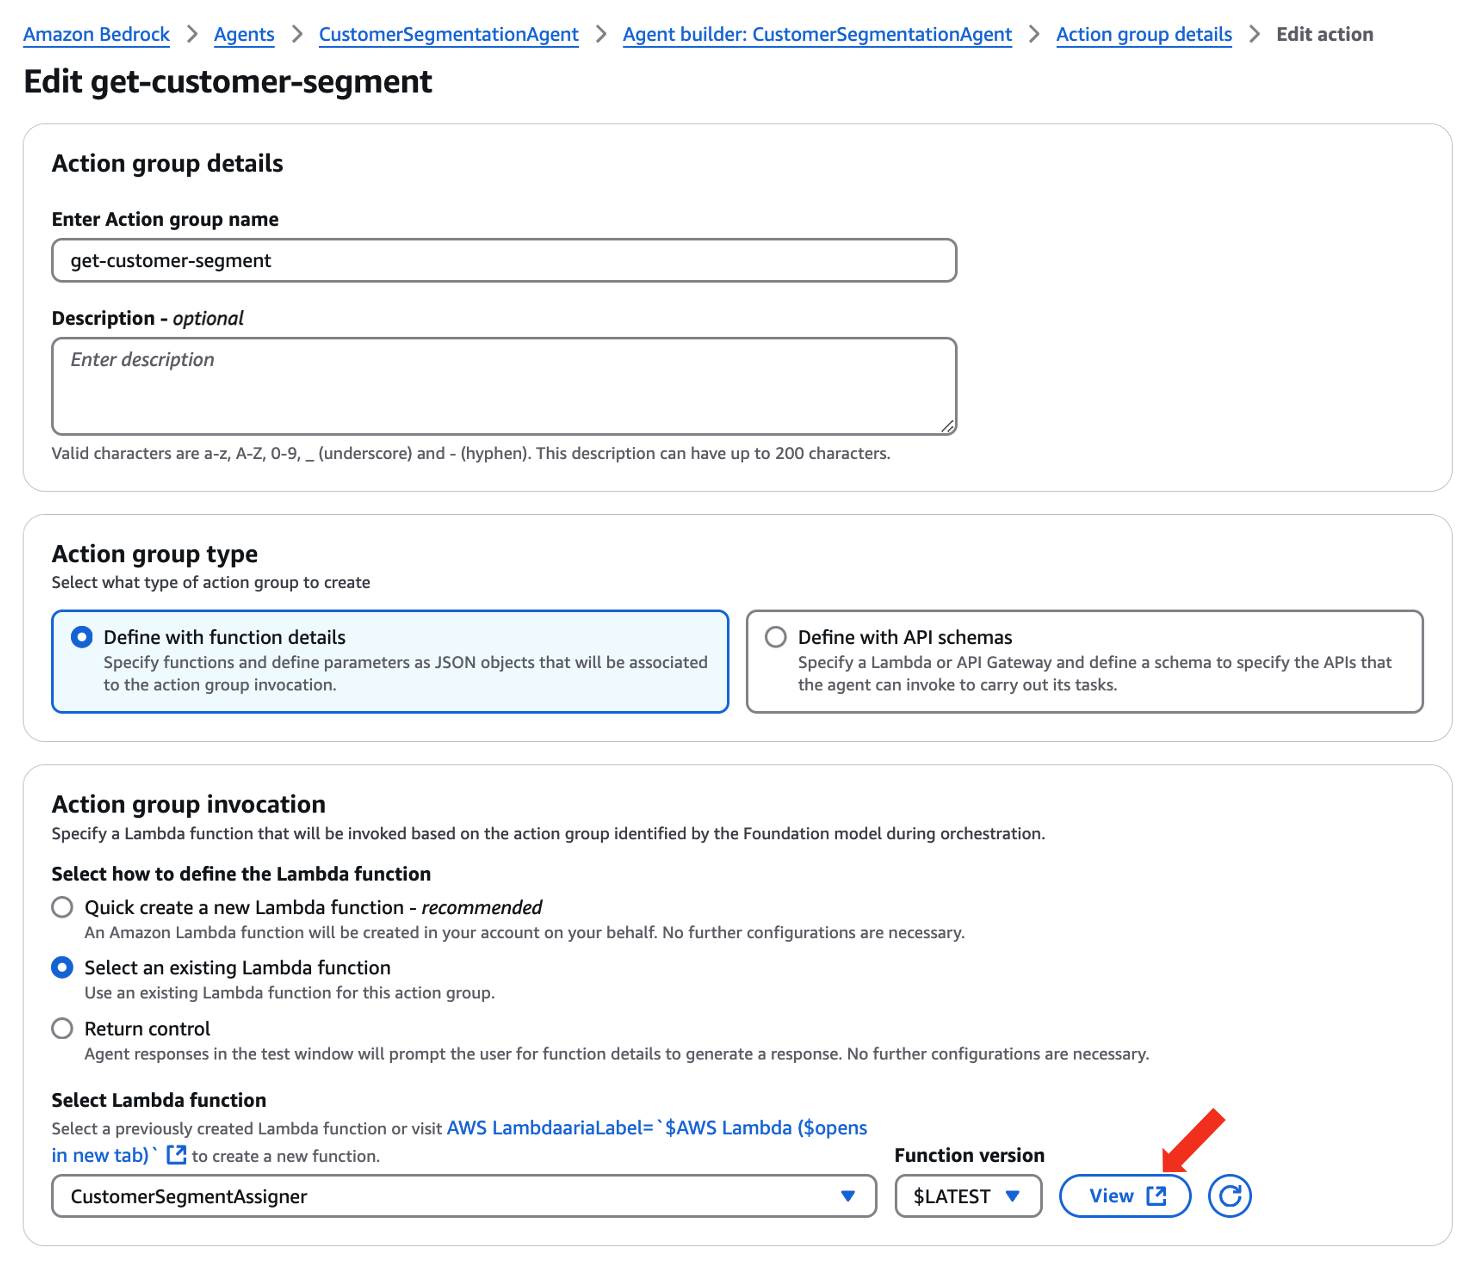 Amazon Bedrock > Agents > CustomerSegmentationAgent > Agent builder: CustomerSegmentationAgent > Action group details > Edit action
Edit get-customer-segment
Action group details
Enter Action group name
get-customer-segment
Description - optional
Enter description
Valid characters are a-z, A-Z, 0-9, _ (underscore) and - (hyphen). This description can have up to 200 characters.
Action group type
Select what type of action group to create
Define with function details
Specify functions and define parameters as JSON objects that will be associated
to the action group invocation.
Define with API schemas
Specify a Lambda or API Gateway and define a schema to specify the APIs that
the agent can invoke to carry out its tasks.
Action group invocation
Specify a Lambda function that will be invoked based on the action group identified by the Foundation model during orchestration.
Select how to define the Lambda function
Quick create a new Lambda function - recommended
An Amazon Lambda function will be created in your account on your behalf. No further configurations are necessary.
Select an existing Lambda function
Use an existing Lambda function for this action group.
Return control
Agent responses in the test window will prompt the user for function details to generate a response. No further configurations are necessary.
Select Lambda function
Select a previously created Lambda function or visit AWS LambdaariaLabel=`$AWS Lambda ($opens
in new tab)` to create a new function.
CustomerSegmentAssigner
Function version
$LATEST
View